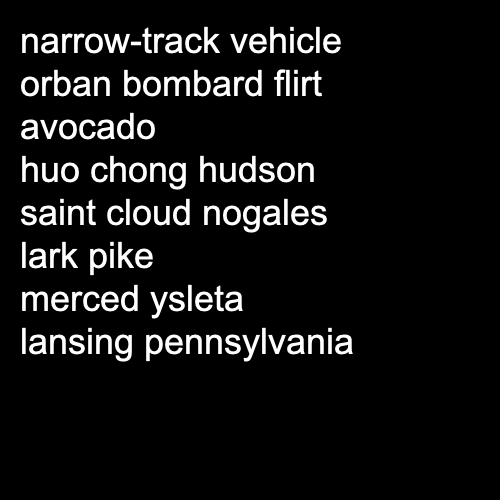 narrow-track vehicle
orban bombard flirt
avocado
huo chong hudson
saint cloud nogales
lark pike
merced ysleta
lansing pennsylvania